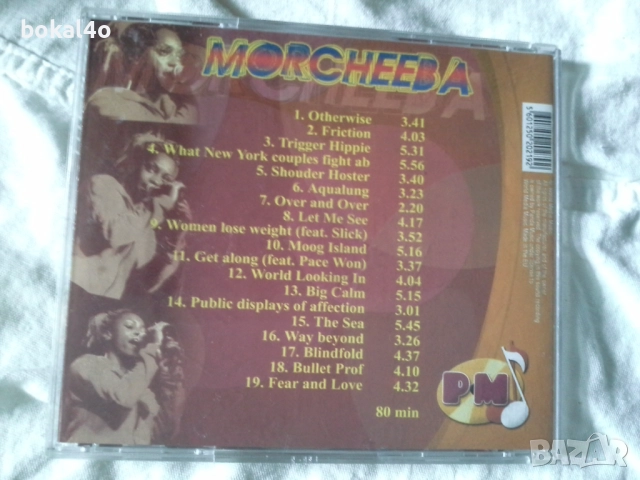 bokal4o
bokal4o
MORCHEEBA
1. Otherwise 3.41
2. Friction 4.03
3. Trigger Hippie 5.31
4. What New York couples fight ab 5.56
5. Shouder Hoster 3.40
6. Aqualung 3.23
7. Over and Over 2.20
8. Let Me See 4.17
9. Women lose weight (feat. Slick) 3.52
10. Moog Island 5.16
11. Get along (feat. Pace Won) 3.37
12. World Looking In 4.04
13. Big Calm 5.15
14. Public displays of affection 3.01
15. The Sea 5.45
16. Way beyond 3.26
17. Blindfold 4.37
18. Bullet Prof 4.10
19. Fear and Love 4.32
80 min
PM
BAZAR